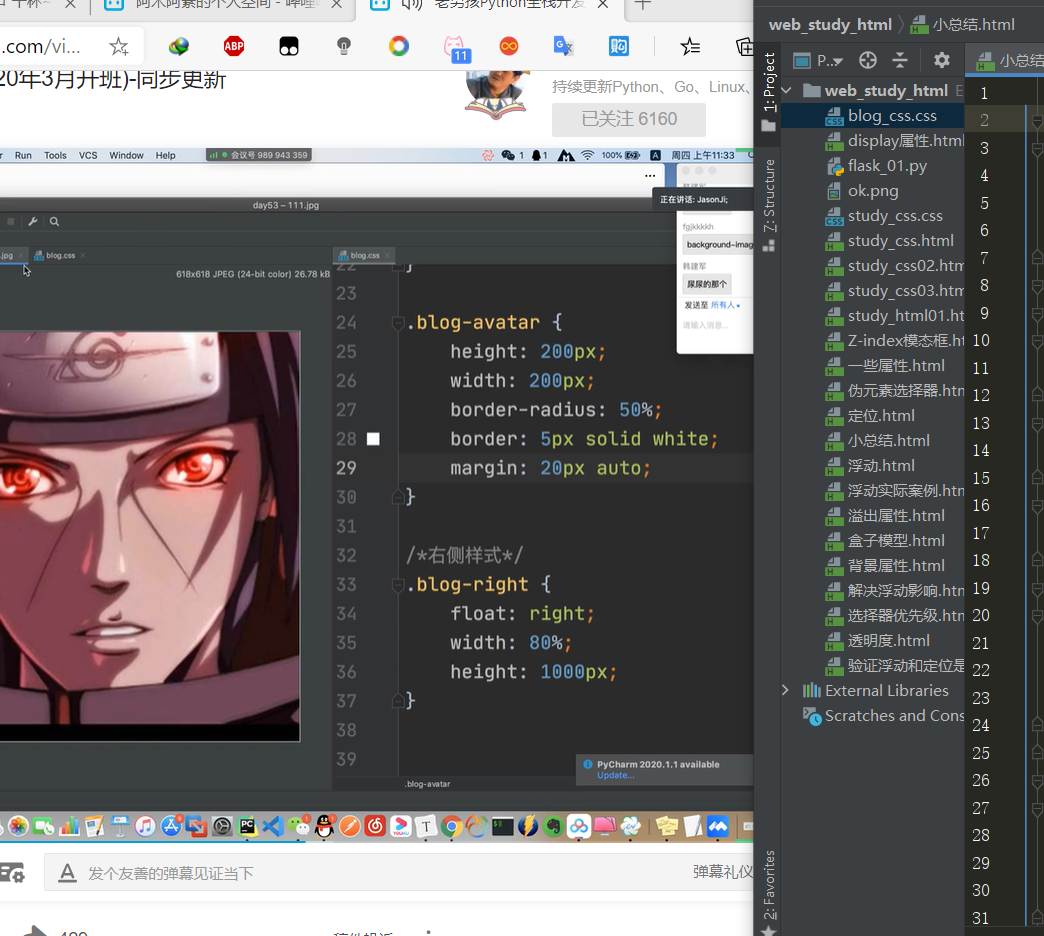 阿木阿紫的个人空间 - 哔哩
老男孩Python全栈开发
.com/vi...
ABP
11
20年3月开班)-同步更新
持续更新Python、Go、Linux、
已关注 6160
Run Tools VCS Window Help
会议号 989 943 359
1
1
100%
周四 上午11:33
day53 – 111.jpg
正在讲话: JasonJi;
韩建军
fgjkkkkh
background-imag
韩建军
尿尿的那个
发送至 所有人
请输入消息...
.jpg
blog.css
618x618 JPEG (24-bit color) 26.78 kB
blog.css
22 }
23
24 .blog-avatar {
25 height: 200px;
26 width: 200px;
27 border-radius: 50%;
28 border: 5px solid white;
29 margin: 20px auto;
30 }
31
32 /*右侧样式*/
33 .blog-right {
34 float: right;
35 width: 80%;
36 height: 1000px;
37 }
38
39
.blog-avatar
PyCharm 2020.1.1 available
Update...
发个友善的弹幕见证当下
弹幕礼仪
web_study_html
小总结.html
P..
小总结
1: Project
7: Structure
2: Favorites
web_study_html E
blog_css.css
display属性.html
flask_01.py
ok.png
study_css.css
study_css.html
study_css02.htm
study_css03.htm
study_html01.ht
Z-index模态框.ht
一些属性.html
伪元素选择器.htm
定位.html
小总结.html
浮动.html
浮动实际案例.htm
溢出属性.html
盒子模型.html
背景属性.html
解决浮动影响.htm
选择器优先级.htm
透明度.html
验证浮动和定位是
External Libraries
Scratches and Cons
1
2
3
4
5
6
7
8
9
10
11
12
13
14
15
16
17
18
19
20
21
22
23
24
25
26
27
28
29
30
31